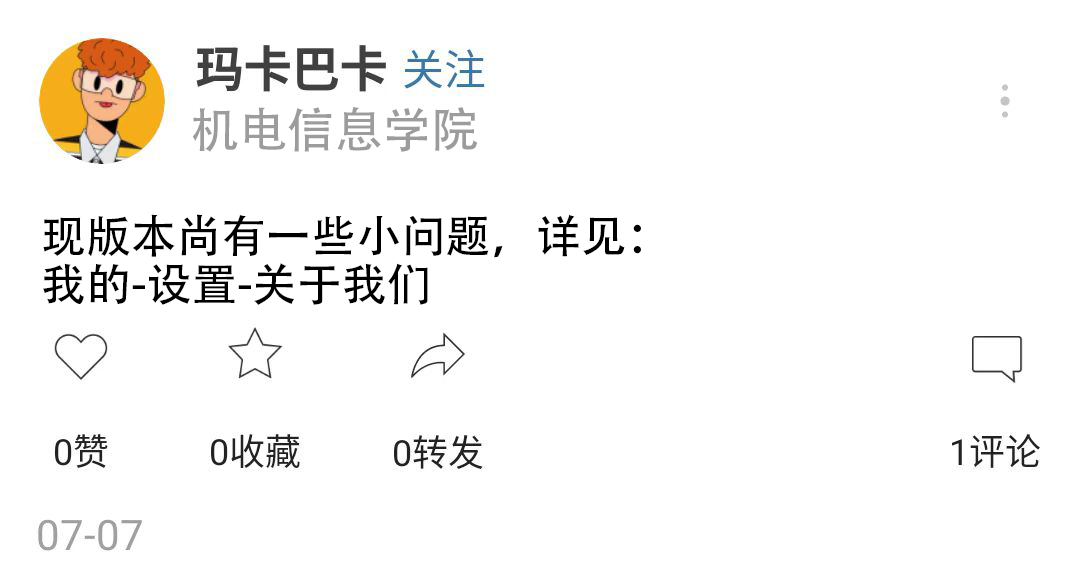 玛卡巴卡 关注
机电信息学院
现版本尚有一些小问题，详见：
我的-设置-关于我们
0赞 0收藏 0转发 1评论
07-07